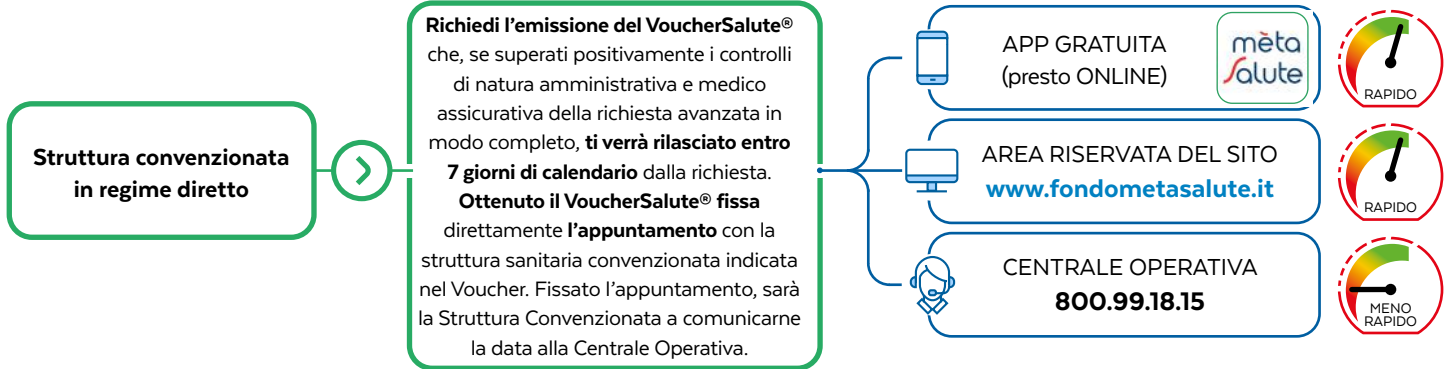 Struttura convenzionata
in regime diretto
Richiedi l’emissione del VoucherSalute®
che, se superati positivamente i controlli
di natura amministrativa e medico
assicurativa della richiesta avanzata in
modo completo, ti verrà rilasciato entro
7 giorni di calendario dalla richiesta.
Ottenuto il VoucherSalute® fissa
direttamente l’appuntamento con la
struttura sanitaria convenzionata indicata
nel Voucher. Fissato l’appuntamento, sarà
la Struttura Convenzionata a comunicarne
la data alla Centrale Operativa.
APP GRATUITA
(presto ONLINE)
mèta
Salute
RAPIDO
AREA RISERVATA DEL SITO
www.fondometasalute.it
RAPIDO
CENTRALE OPERATIVA
800.99.18.15
MENO
RAPIDO